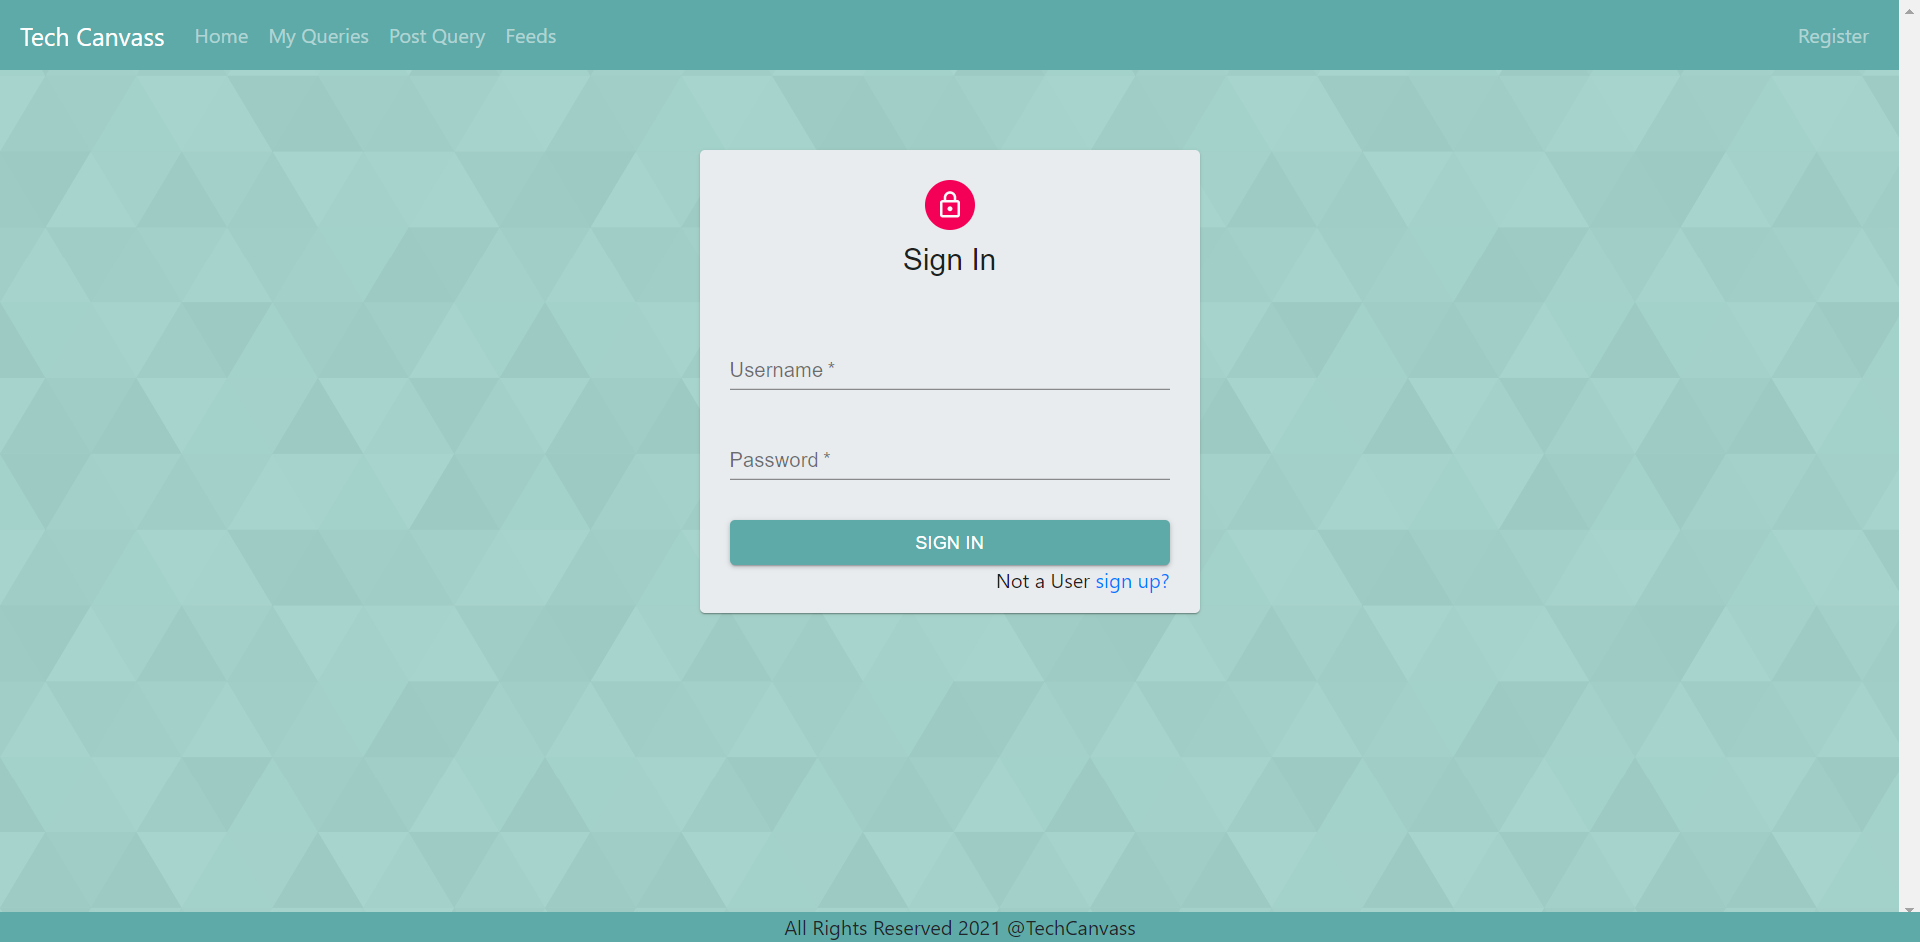 Tech Canvass Home My Queries Post Query Feeds Register
Sign In
Username *
Password *
SIGN IN
Not a User sign up?
All Rights Reserved 2021 @TechCanvass